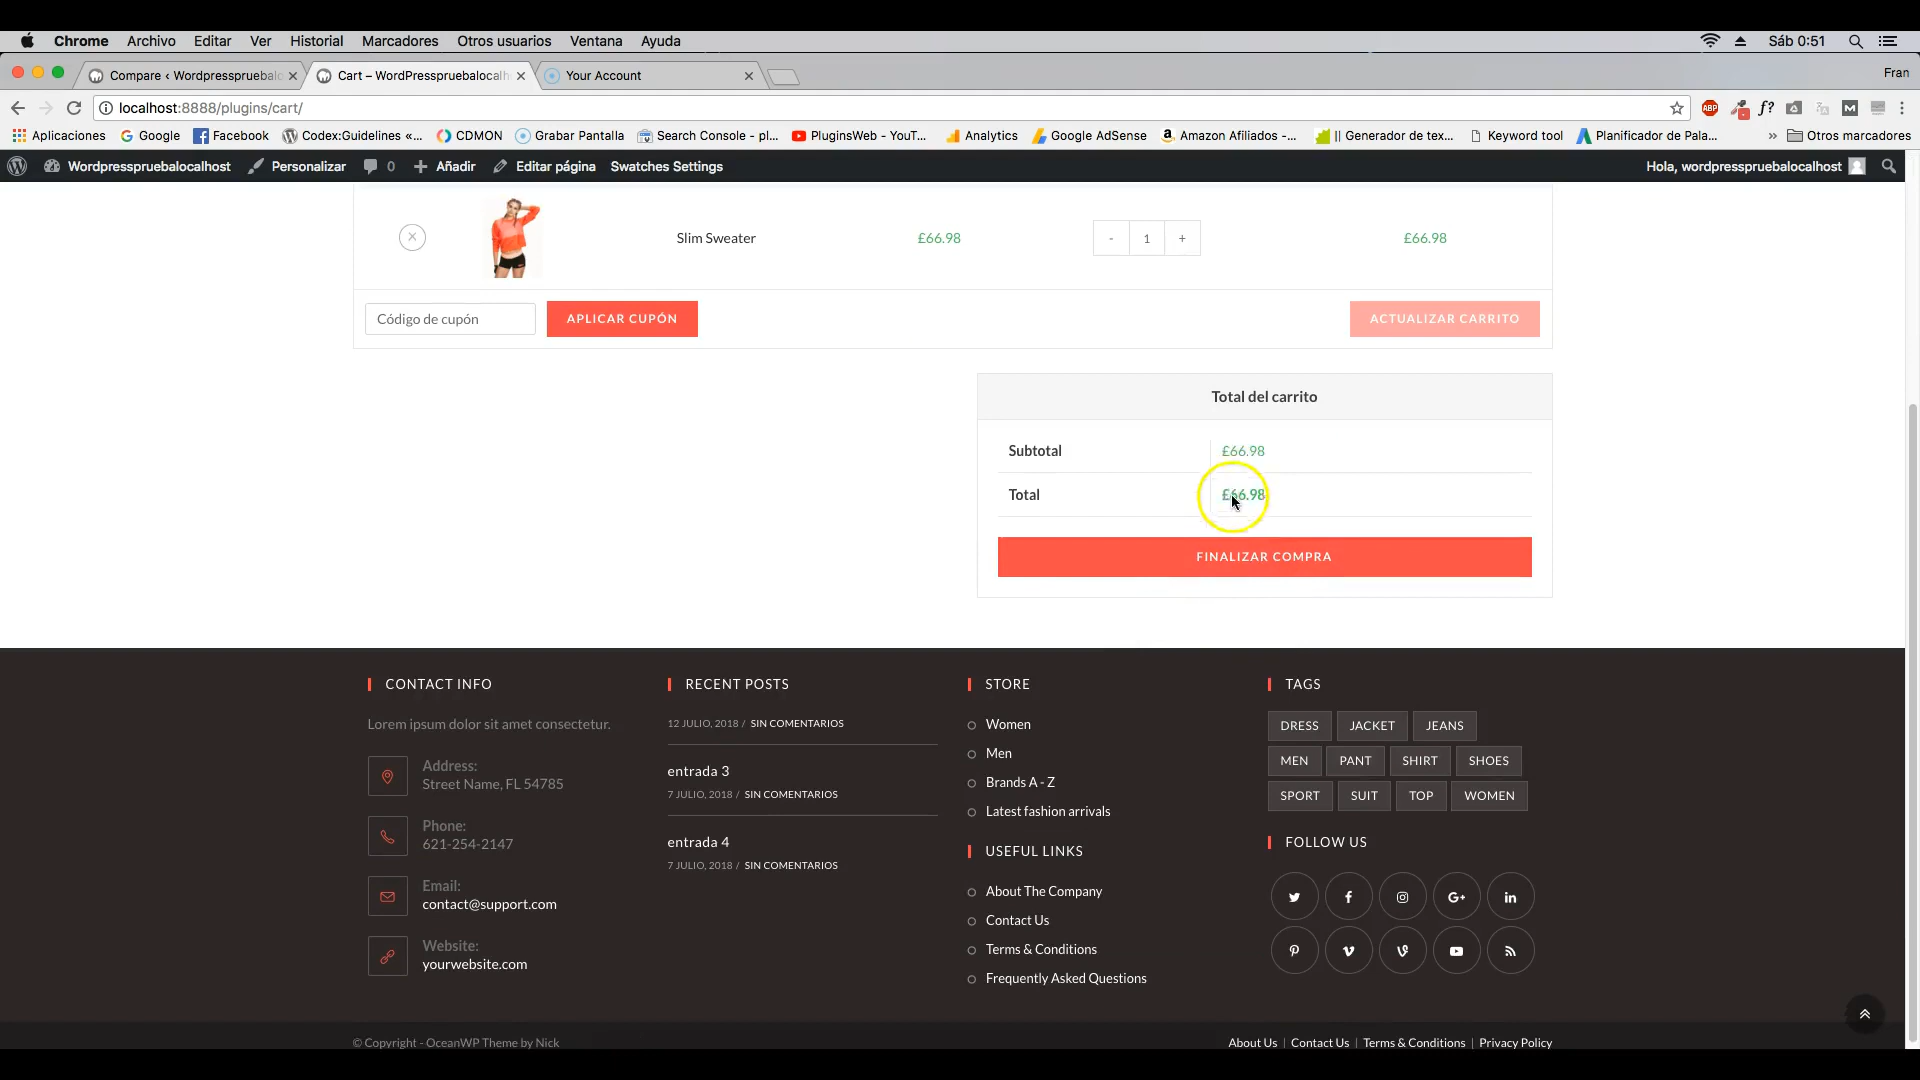 Chrome Archivo Editar Ver Historial Marcadores Otros usuarios Ventana Ayuda Sáb 0:51
Compare ‹ Wordpresspruebalo Cart – WordPresspruebalocalh Your Account Fran
localhost:8888/plugins/cart/
Aplicaciones Google Facebook Codex:Guidelines «... CDMON Grabar Pantalla Search Console - pl... PluginsWeb - YouT... Analytics Google AdSense Amazon Afiliados -... || Generador de tex... Keyword tool Planificador de Pala... » Otros marcadores
Wordpresspruebalocalhost Personalizar 0 Añadir Editar página Swatches Settings Hola, wordpresspruebalocalhost
Slim Sweater £66.98 - 1 + £66.98
Código de cupón APLICAR CUPÓN ACTUALIZAR CARRITO
Total del carrito
Subtotal £66.98
Total £66.98
FINALIZAR COMPRA
CONTACT INFO
Lorem ipsum dolor sit amet consectetur.
Address:
Street Name, FL 54785
Phone:
621-254-2147
Email:
contact@support.com
Website:
yourwebsite.com
RECENT POSTS
12 JULIO, 2018 / SIN COMENTARIOS
entrada 3
7 JULIO, 2018 / SIN COMENTARIOS
entrada 4
7 JULIO, 2018 / SIN COMENTARIOS
STORE
Women
Men
Brands A - Z
Latest fashion arrivals
USEFUL LINKS
About The Company
Contact Us
Terms & Conditions
Frequently Asked Questions
TAGS
DRESS JACKET JEANS
MEN PANT SHIRT SHOES
SPORT SUIT TOP WOMEN
FOLLOW US
© Copyright - OceanWP Theme by Nick
About Us | Contact Us | Terms & Conditions | Privacy Policy